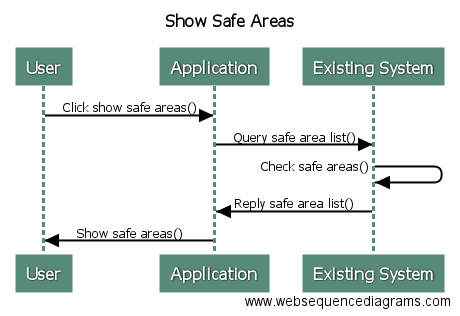 Show Safe Areas
User
Application
Existing System
Click show safe areas()
Query safe area list()
Check safe areas()
Reply safe area list()
Show safe areas()
User
Application
Existing System
www.websequencediagrams.com